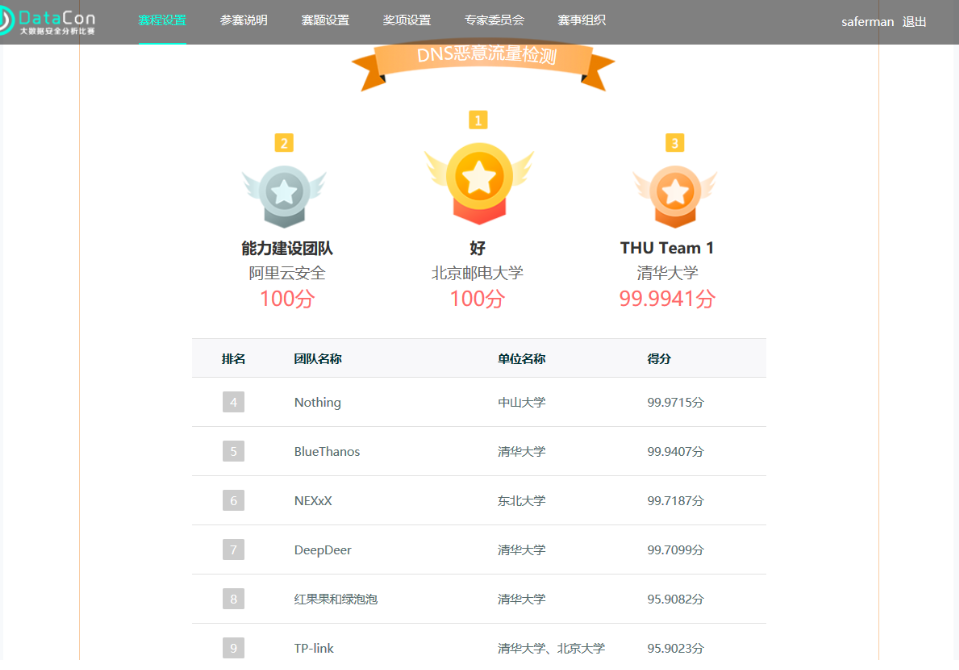 DataCon
大数据安全分析比赛
赛程设置 参赛说明 赛题设置 奖项设置 专家委员会 赛事组织
saferman 退出
DNS恶意流量检测
1
2
3
能力建设团队 好 THU Team 1
阿里云安全 北京邮电大学 清华大学
100分 100分 99.9941分
排名 团队名称 单位名称 得分
4 Nothing 中山大学 99.9715分
5 BlueThanos 清华大学 99.9407分
6 NEXxX 东北大学 99.7187分
7 DeepDeer 清华大学 99.7099分
8 红果果和绿泡泡 清华大学 95.9082分
9 TP-link 清华大学、北京大学 95.9023分